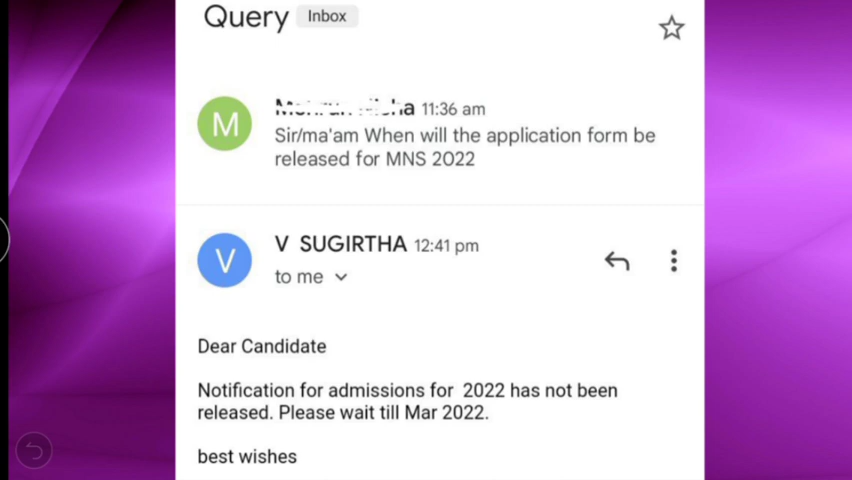 Query Inbox
M
11:36 am
Sir/ma'am When will the application form be
released for MNS 2022
V
V SUGIRTHA 12:41 pm
to me
Dear Candidate
Notification for admissions for 2022 has not been
released. Please wait till Mar 2022.
best wishes